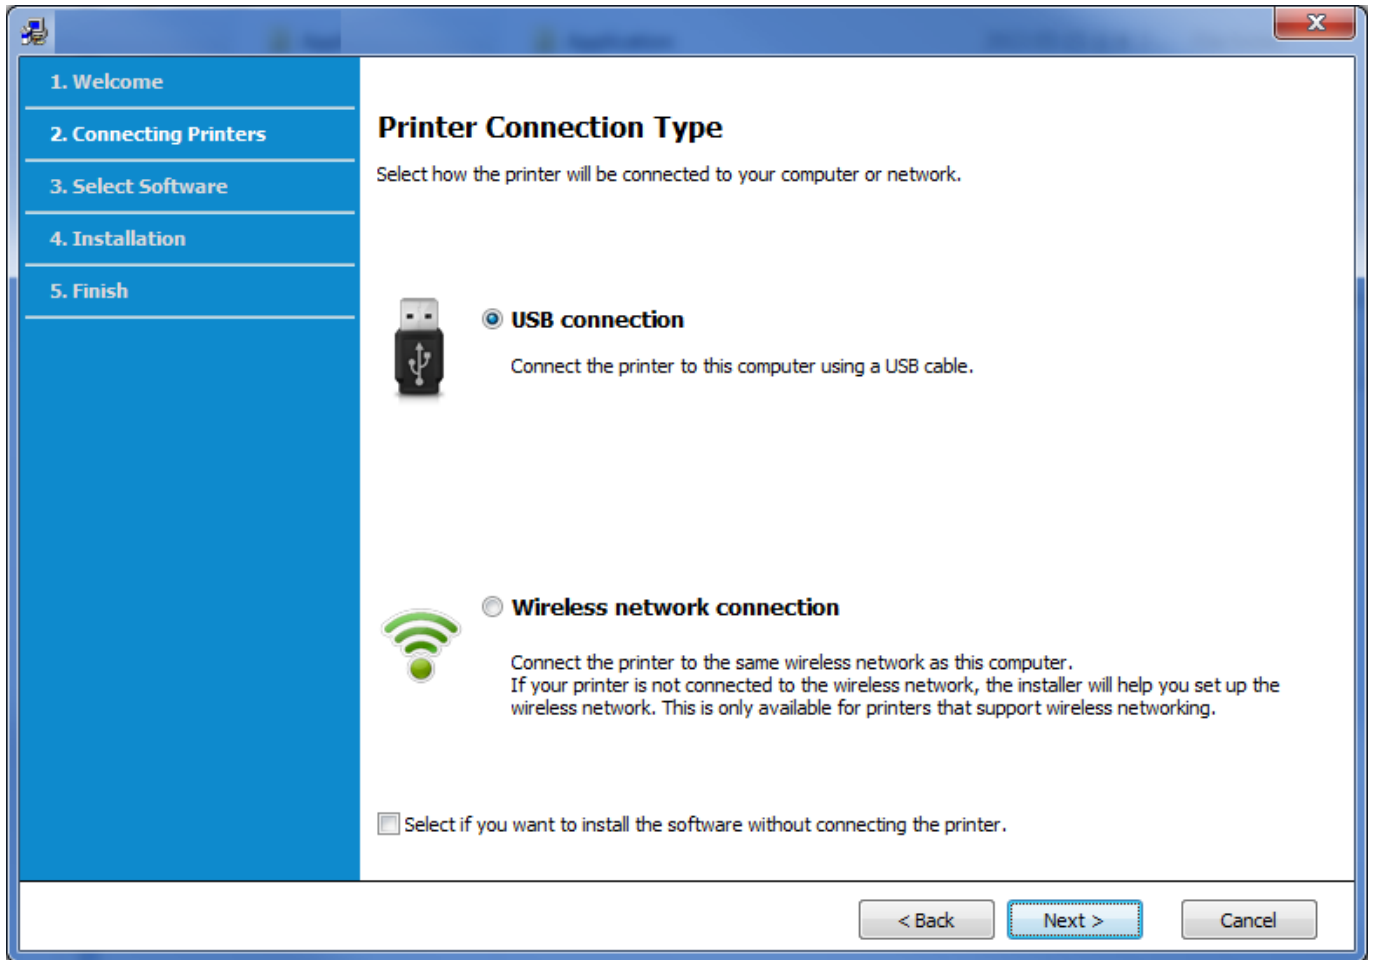 1. Welcome
2. Connecting Printers
3. Select Software
4. Installation
5. Finish
Printer Connection Type
Select how the printer will be connected to your computer or network.
USB connection
Connect the printer to this computer using a USB cable.
Wireless network connection
Connect the printer to the same wireless network as this computer.
If your printer is not connected to the wireless network, the installer will help you set up the
wireless network. This is only available for printers that support wireless networking.
Select if you want to install the software without connecting the printer.
< Back
Next >
Cancel